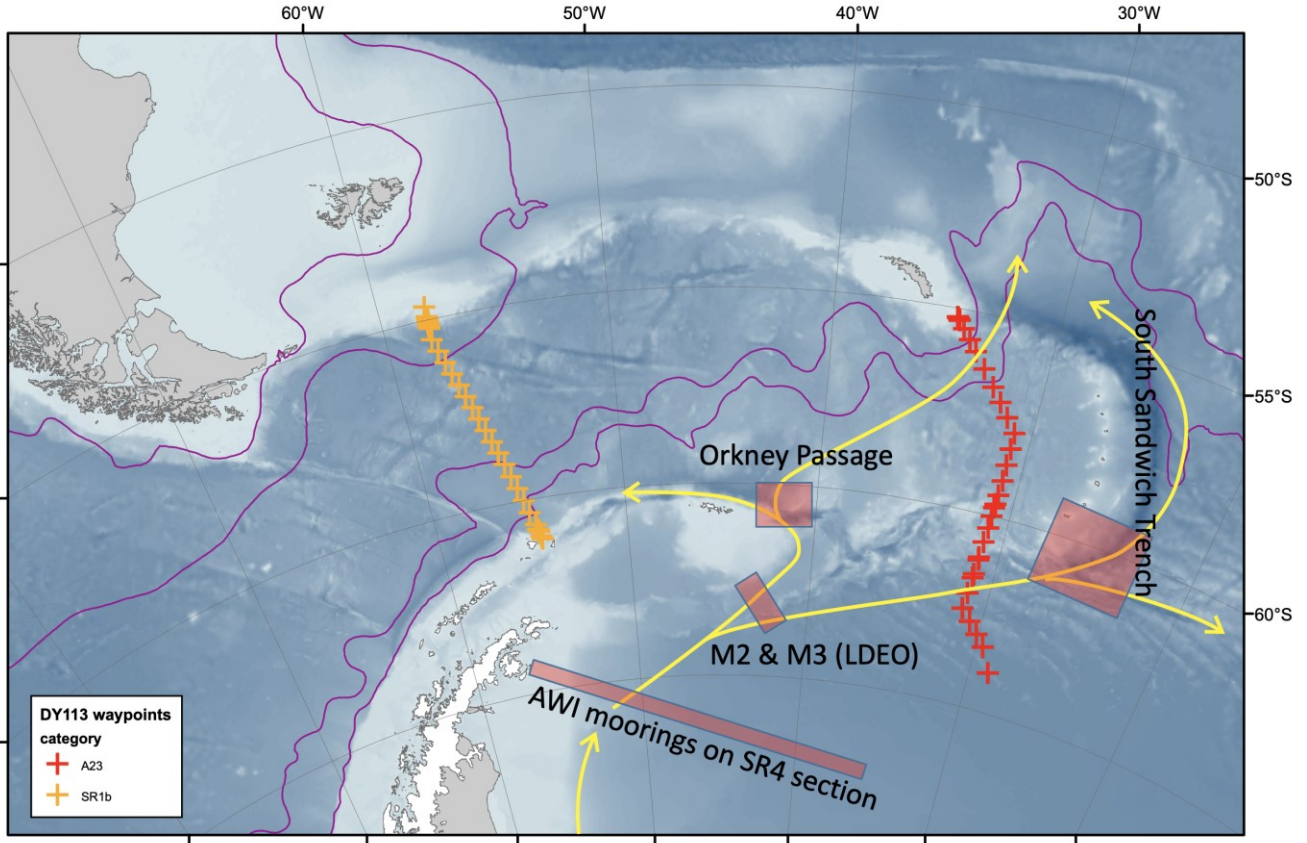 60°W
50°W
40°W
30°W
50°S
South Sandwich Trench
55°S
Orkney Passage
60°S
M2 & M3 (LDEO)
AWI moorings on SR4 section
DY113 waypoints
category
A23
SR1b